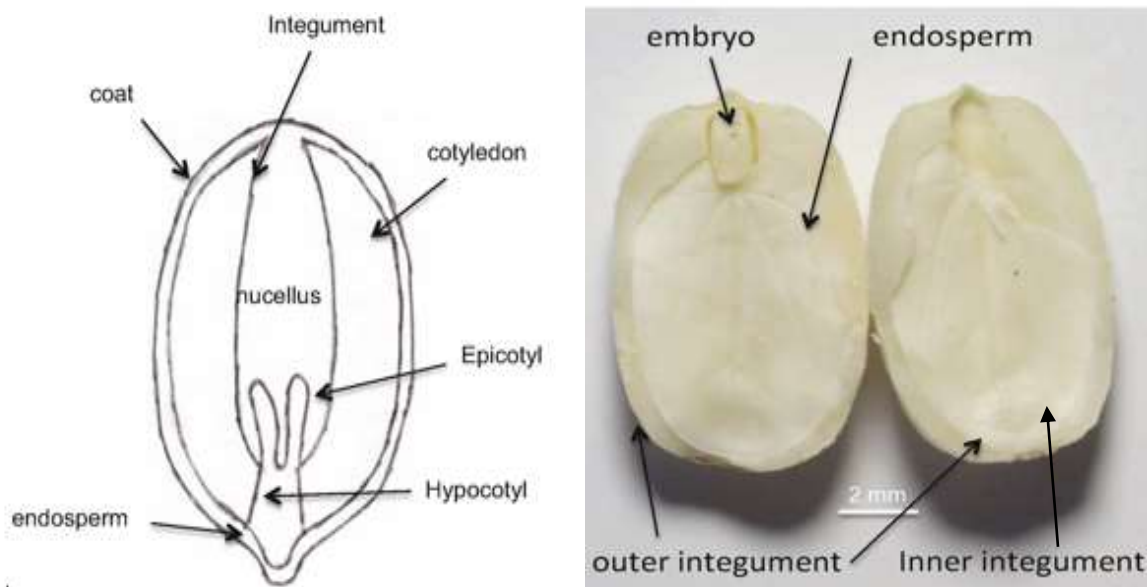 Integument
coat
cotyledon
nucellus
Epicotyl
Hypocotyl
endosperm
embryo
endosperm
2 mm
outer integument
Inner integument